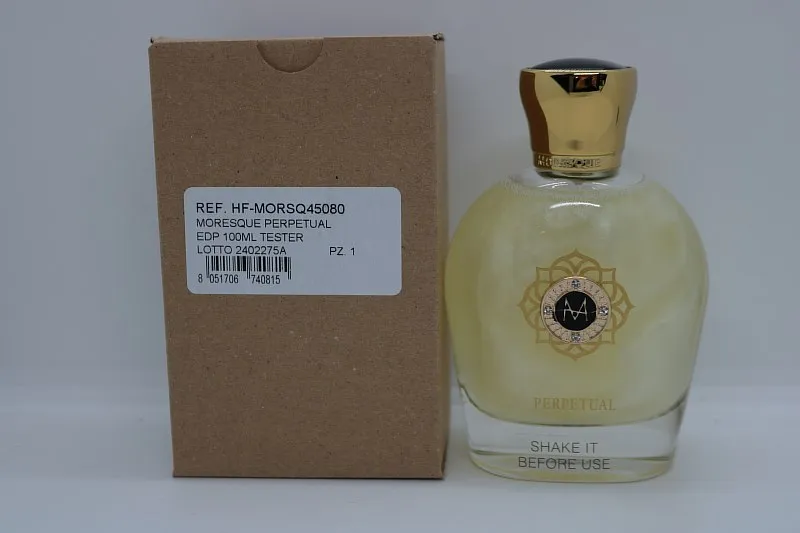 REF. HF-MORSQ45080
MORESQUE PERPETUAL
EDP 100ML TESTER
LOTTO 2402275A PZ. 1
8 051706 740815
MORESQUE
M
PERPETUAL
SHAKE IT
BEFORE USE